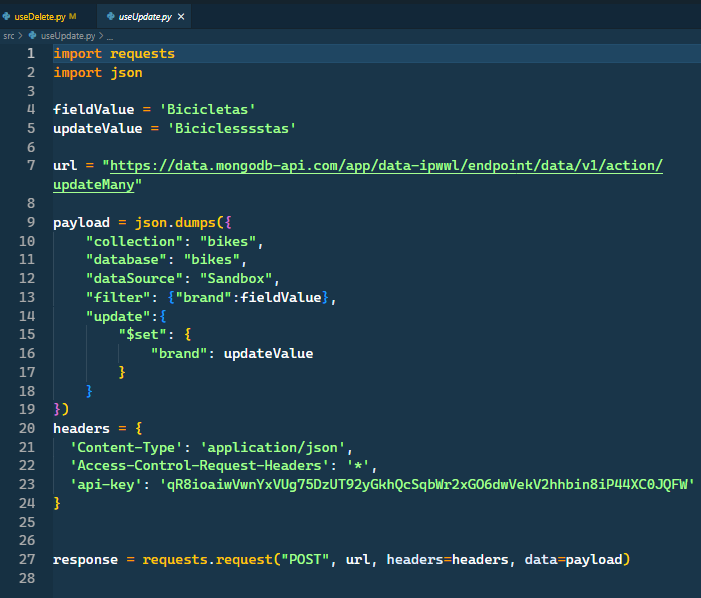 useDelete.py M useUpdate.py ×
src > useUpdate.py > ...
1 import requests
2 import json
3
4 fieldValue = 'Bicicletas'
5 updateValue = 'Biciclesssstas'
6
7 url = "https://data.mongodb-api.com/app/data-ipwwl/endpoint/data/v1/action/
updateMany"
8
9 payload = json.dumps({
10 "collection": "bikes",
11 "database": "bikes",
12 "dataSource": "Sandbox",
13 "filter": {"brand":fieldValue},
14 "update":{
15 "$set": {
16 "brand": updateValue
17 }
18 }
19 })
20 headers = {
21 'Content-Type': 'application/json',
22 'Access-Control-Request-Headers': '*',
23 'api-key': 'qR8ioaiwVwnYxVUg75DzUT92yGkhQcSqbWr2xGO6dwVekV2hhbin8iP44XC0JQFW'
24 }
25
26
27 response = requests.request("POST", url, headers=headers, data=payload)
28